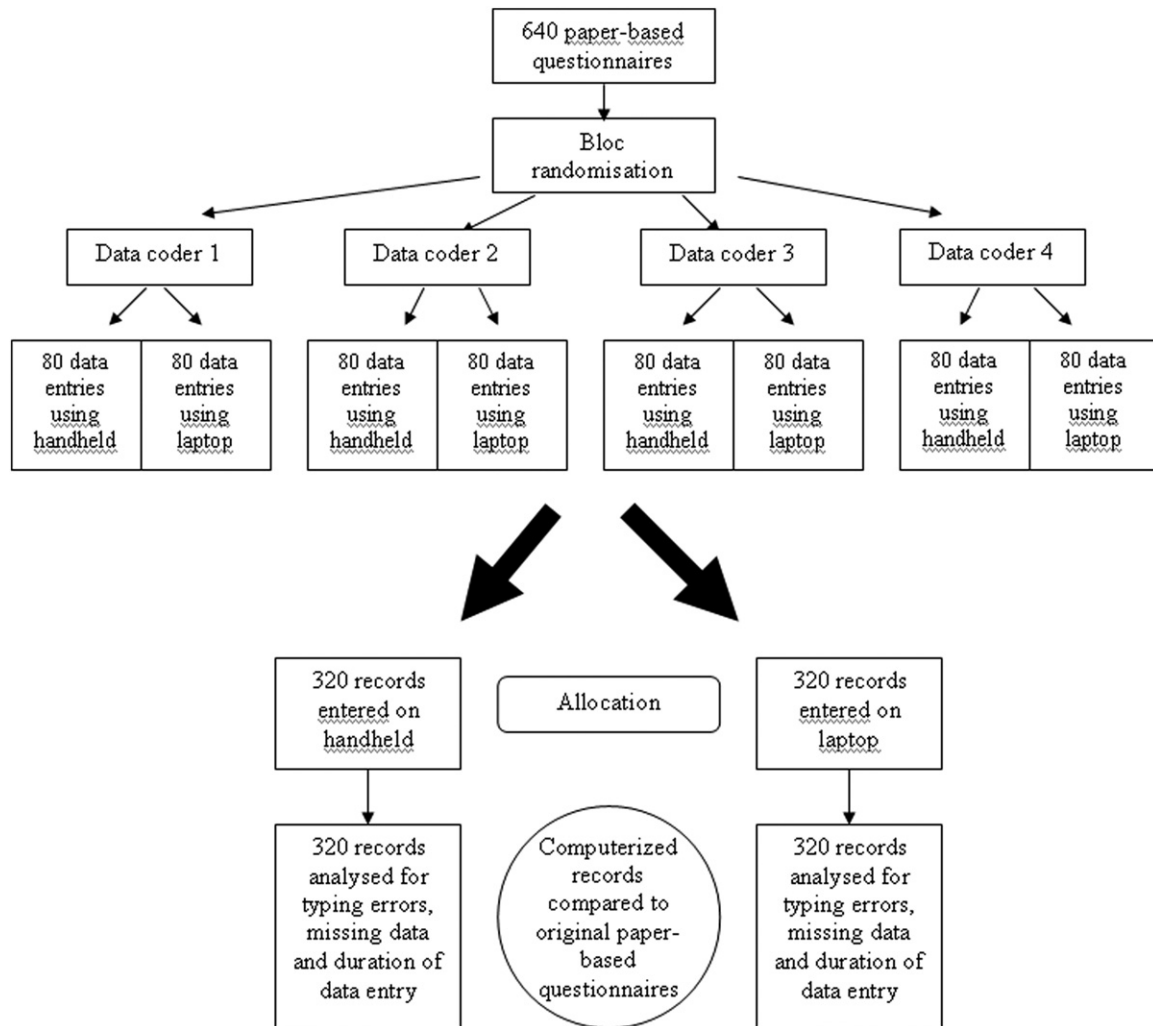 640 paper-based
questionnaires
Bloc
randomisation
Data coder 1
Data coder 2
Data coder 3
Data coder 4
80 data
entries
using
handheld
80 data
entries
using
laptop
80 data
entries
using
handheld
80 data
entries
using
laptop
80 data
entries
using
handheld
80 data
entries
using
laptop
80 data
entries
using
handheld
80 data
entries
using
laptop
320 records
entered on
handheld
Allocation
320 records
entered on
laptop
320 records
analysed for
typing errors,
missing data
and duration of
data entry
Computerized
records
compared to
original paper-
based
questionnaires
320 records
analysed for
typing errors,
missing data
and duration of
data entry